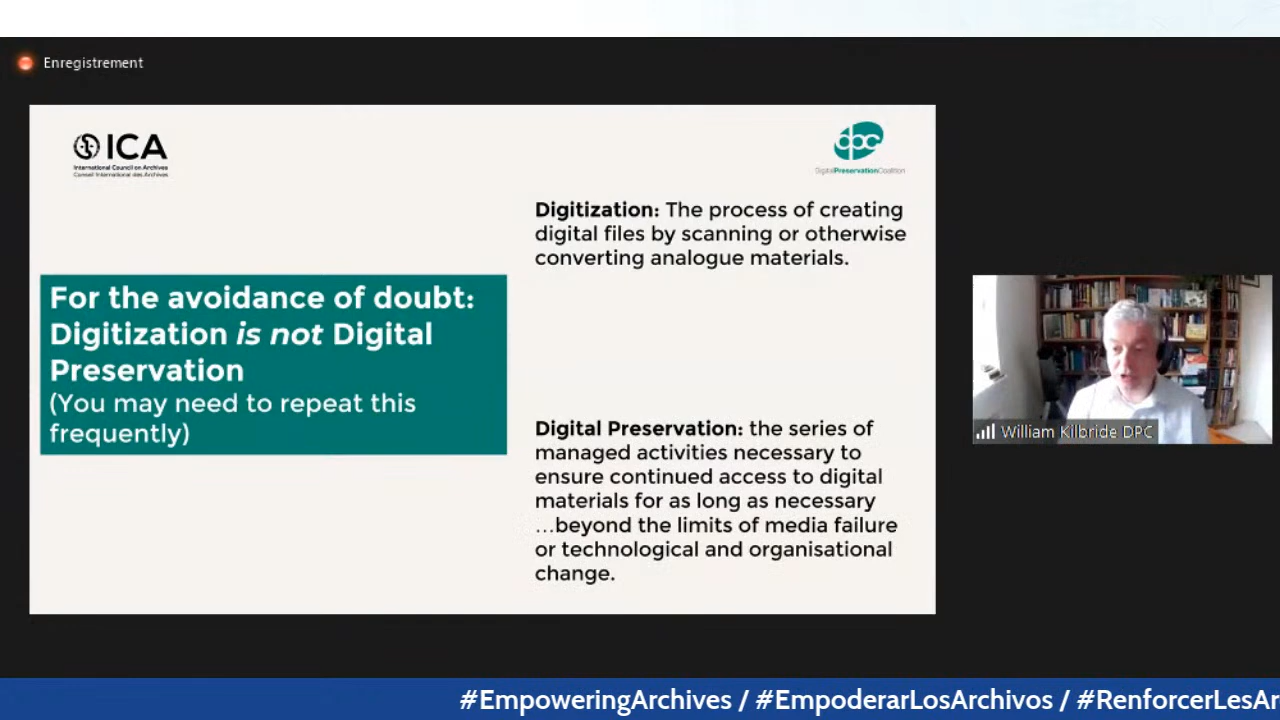 Enregistrement
ICA
International Council on Archives
Conseil International des Archives
dpc
DigitalPreservationCoalition
For the avoidance of doubt:
Digitization is not Digital
Preservation
(You may need to repeat this
frequently)
Digitization: The process of creating
digital files by scanning or otherwise
converting analogue materials.
Digital Preservation: the series of
managed activities necessary to
ensure continued access to digital
materials for as long as necessary
…beyond the limits of media failure
or technological and organisational
change.
William Kilbride DPC
#EmpoweringArchives / #EmpoderarLosArchivos / #RenforcerLesAr